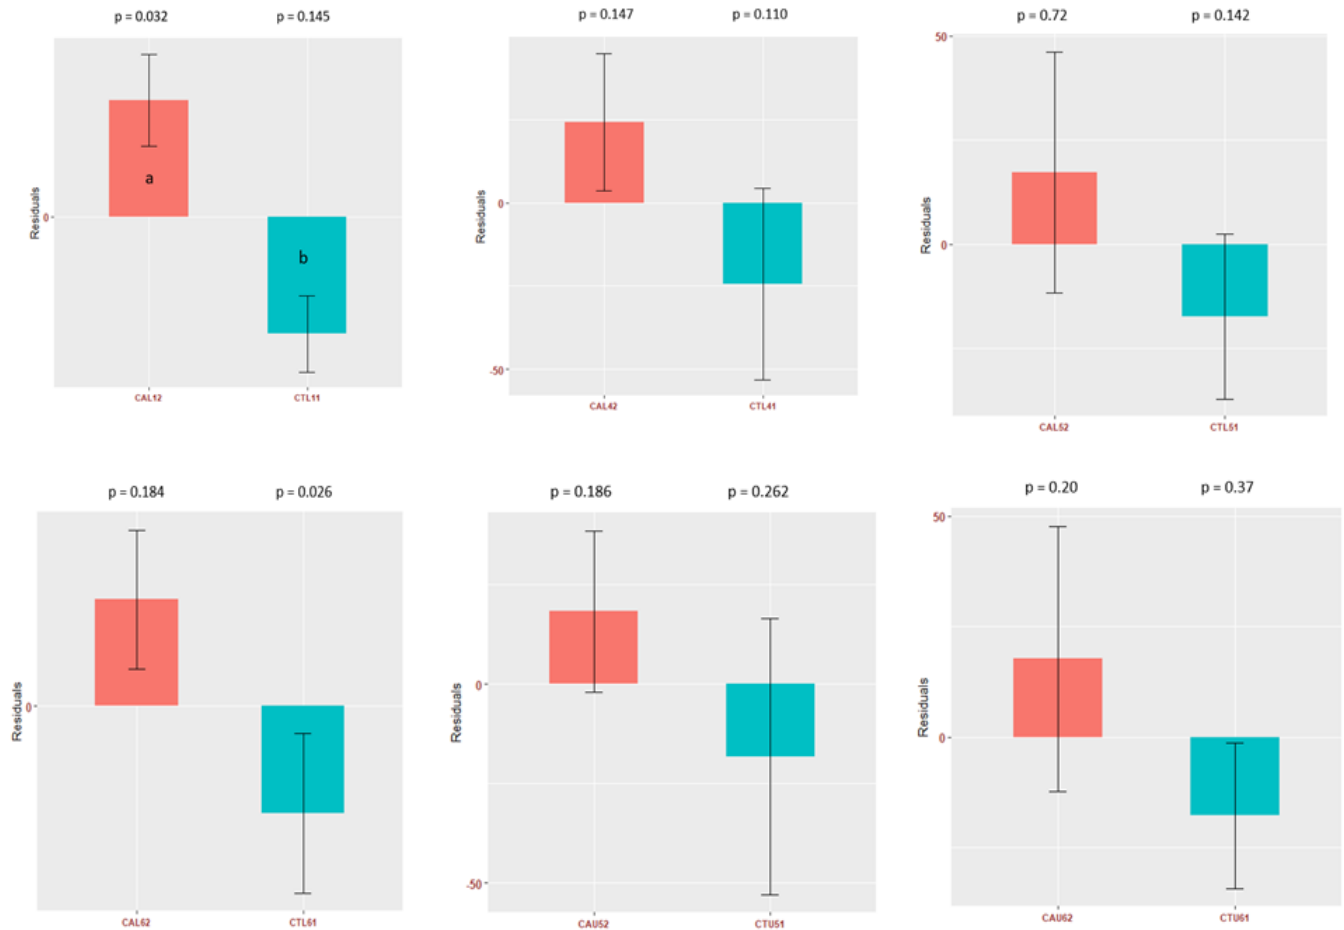 p = 0.032 p = 0.145
Residuals
0
a
b
CAL12 CTL11
p = 0.147 p = 0.110
Residuals
0
-50
CAL42 CTL41
p = 0.72 p = 0.142
50
Residuals
0
CAL52 CTL51
p = 0.184 p = 0.026
Residuals
0
CAL62 CTL61
p = 0.186 p = 0.262
Residuals
0
-50
CAU52 CTU51
p = 0.20 p = 0.37
50
Residuals
0
CAU62 CTU61